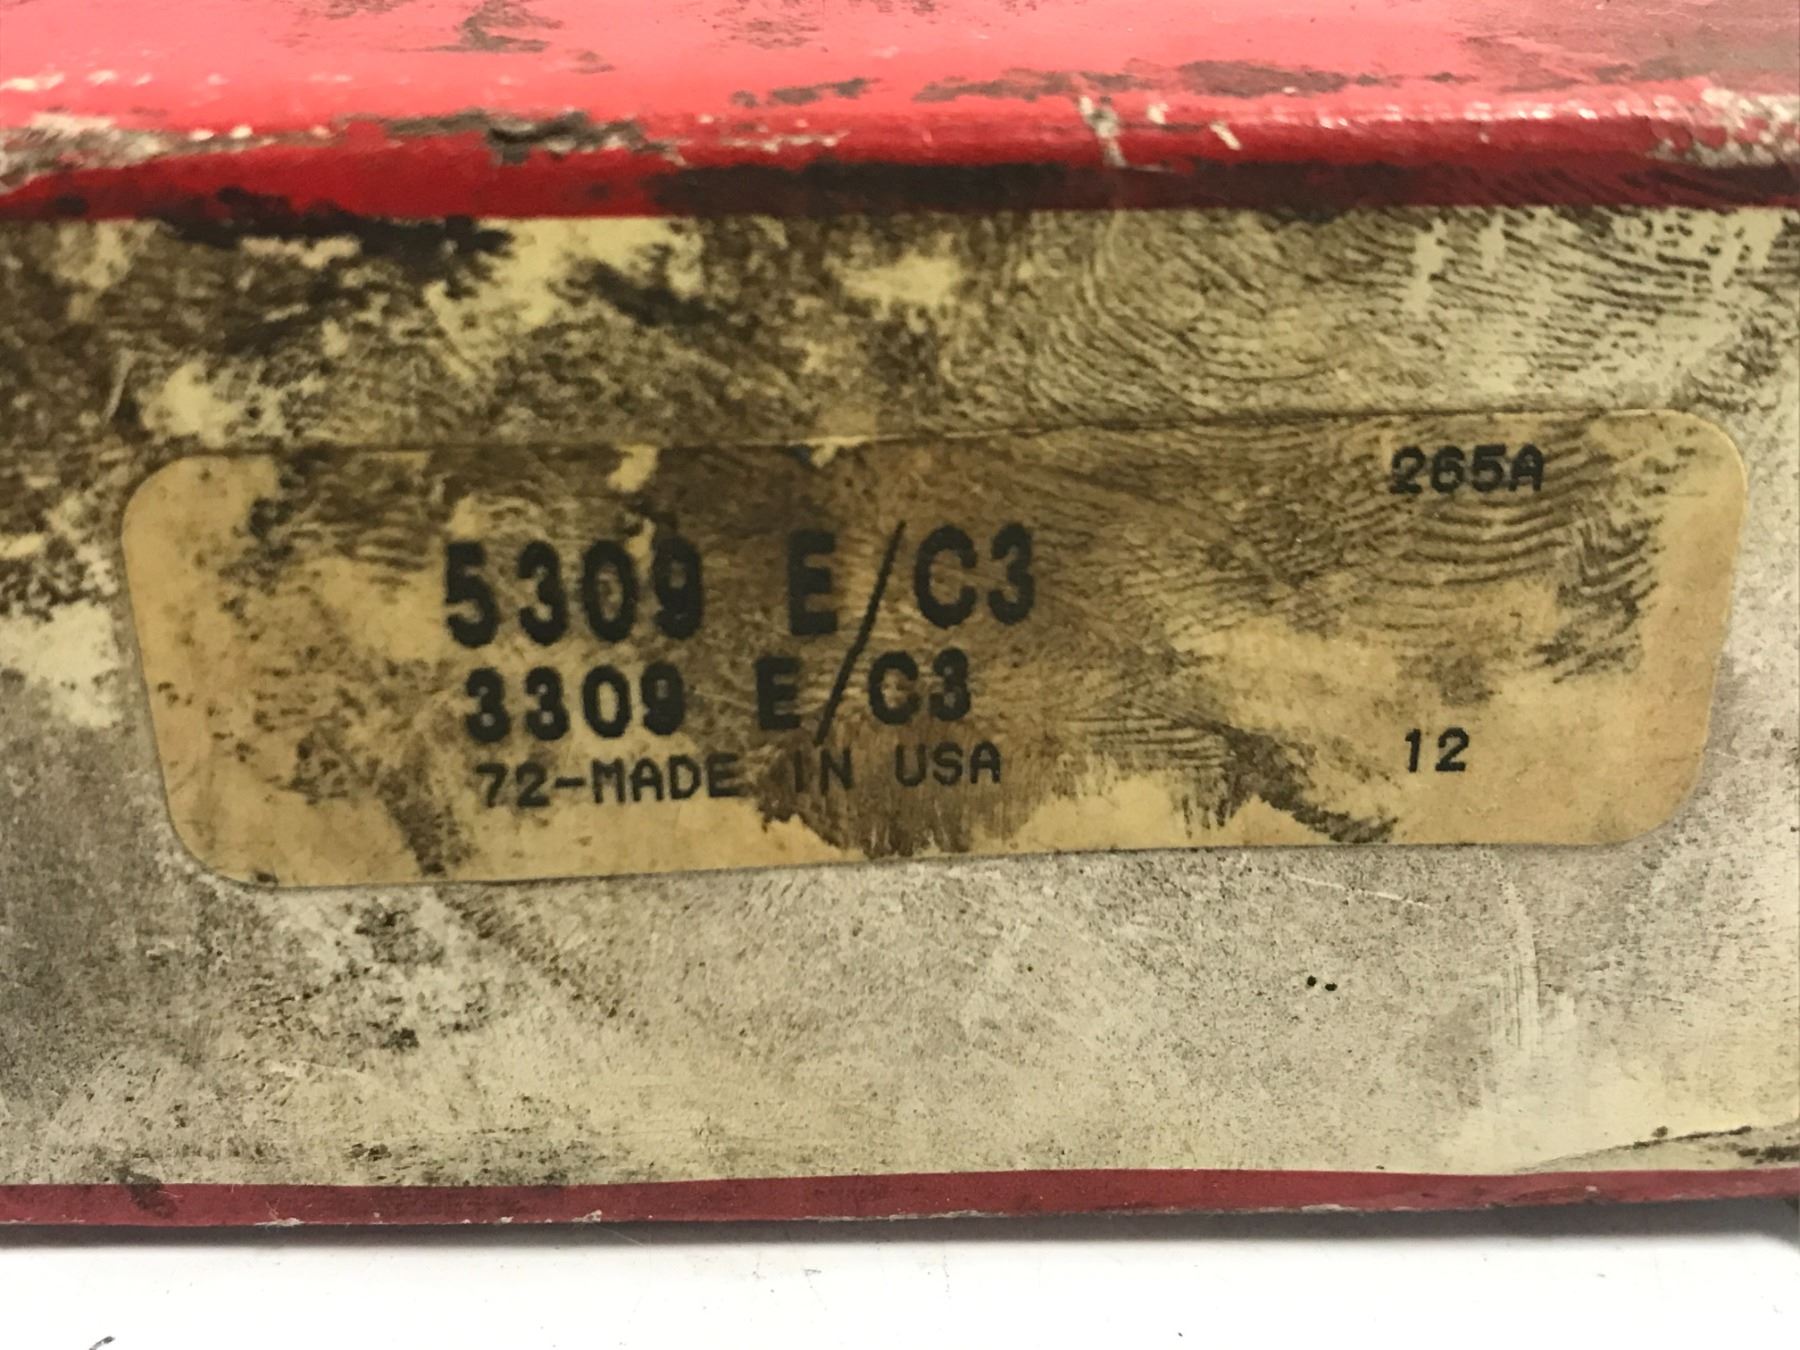 265A
5309 E/C3
3309 E/C3
72-MADE IN USA
12